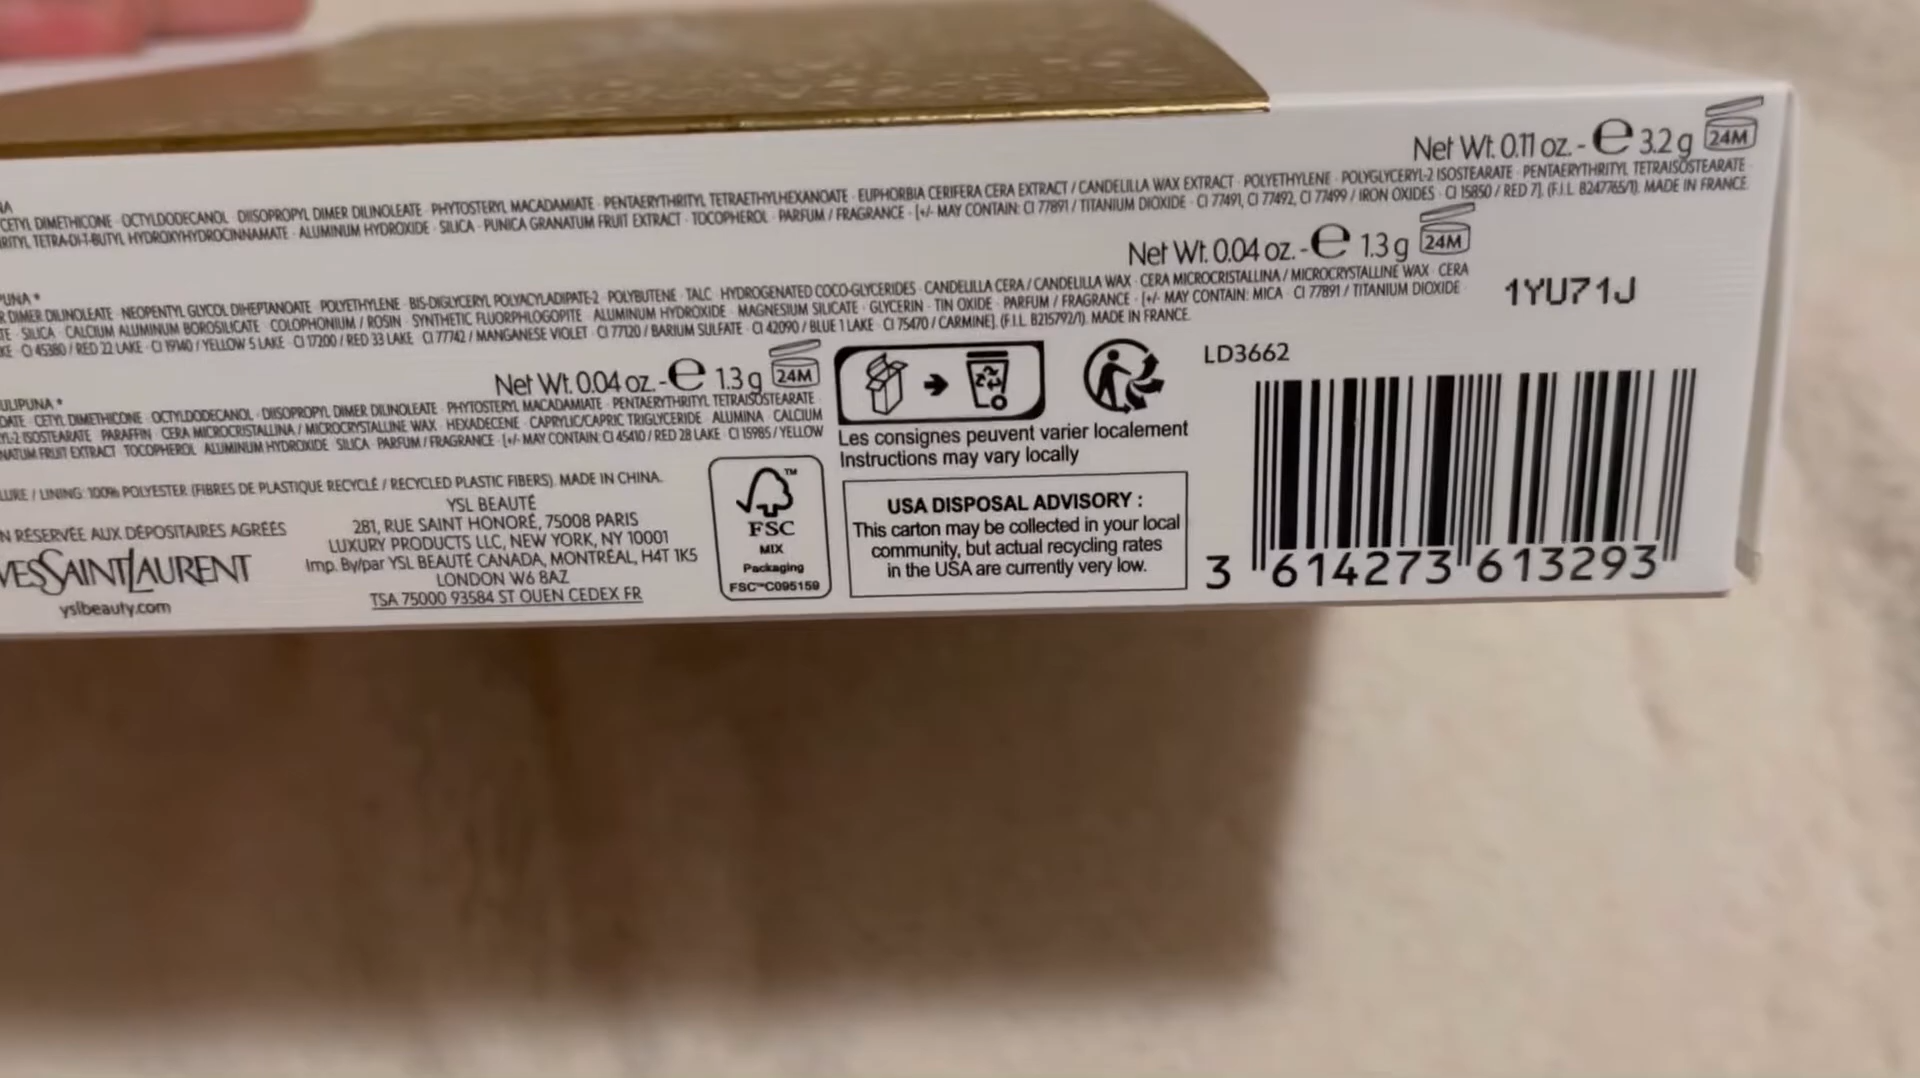 Net Wt. 0.11 oz. - e 3.2 g 24M
CETYL DIMETHICONE · OCTYLDODECANOL · DIISOPROPYL DIMER DILINOLEATE · PHYTOSTERYL MACADAMIATE · PENTAERYTHRITYL TETRAETHYLHEXANOATE · EUPHORBIA CERIFERA CERA EXTRACT / CANDELILLA WAX EXTRACT · POLYETHYLENE · POLYGLYCERYL-2 ISOSTEARATE · PENTAERYTHRITYL TETRAISOSTEARATE
TETRA-DI-T-BUTYL HYDROXYHYDROCINNAMATE · ALUMINUM HYDROXIDE · SILICA · PUNICA GRANATUM FRUIT EXTRACT · TOCOPHEROL · PARFUM / FRAGRANCE · [+/- MAY CONTAIN: CI 77891 / TITANIUM DIOXIDE · CI 77491, CI 77492, CI 77499 / IRON OXIDES · CI 15850 / RED 7]. (F.I.L. B247765/1). MADE IN FRANCE.
Net Wt. 0.04 oz. - e 1.3 g 24M
DIMER DILINOLEATE · NEOPENTYL GLYCOL DIHEPTANOATE · POLYETHYLENE · BIS-DIGLYCERYL POLYACYLADIPATE-2 · POLYBUTENE · TALC · HYDROGENATED COCO-GLYCERIDES · CANDELILLA CERA / CANDELILLA WAX · CERA MICROCRISTALLINA / MICROCRYSTALLINE WAX · CERA
SILICA · CALCIUM ALUMINUM BOROSILICATE · COLOPHONIUM / ROSIN · SYNTHETIC FLUORPHLOGOPITE · ALUMINUM HYDROXIDE · MAGNESIUM SILICATE · GLYCERIN · TIN OXIDE · PARFUM / FRAGRANCE · [+/- MAY CONTAIN: MICA · CI 77891 / TITANIUM DIOXIDE ·
CI 45380 / RED 22 LAKE · CI 19140 / YELLOW 5 LAKE · CI 17200 / RED 33 LAKE · CI 77742 / MANGANESE VIOLET · CI 77120 / BARIUM SULFATE · CI 42090 / BLUE 1 LAKE · CI 75470 / CARMINE]. (F.I.L. B215792/1). MADE IN FRANCE.
1YU71J
Net Wt. 0.04 oz. - e 1.3 g 24M
CETYL DIMETHICONE · OCTYLDODECANOL · DIISOPROPYL DIMER DILINOLEATE · PHYTOSTERYL MACADAMIATE · PENTAERYTHRITYL TETRAISOSTEARATE ·
ISOSTEARATE · PARAFFIN · CERA MICROCRISTALLINA / MICROCRYSTALLINE WAX · HEXADECENE · CAPRYLIC/CAPRIC TRIGLYCERIDE · ALUMINA · CALCIUM
FRUIT EXTRACT · TOCOPHEROL · ALUMINUM HYDROXIDE · SILICA · PARFUM / FRAGRANCE · [+/- MAY CONTAIN: CI 45410 / RED 28 LAKE · CI 15985 / YELLOW
LINING: 100% POLYESTER (FIBRES DE PLASTIQUE RECYCLÉ / RECYCLED PLASTIC FIBERS). MADE IN CHINA.
RÉSERVÉE AUX DÉPOSITAIRES AGRÉÉS
YVESSAINTLAURENT
yslbeauty.com
YSL BEAUTÉ
281, RUE SAINT HONORÉ, 75008 PARIS
LUXURY PRODUCTS LLC, NEW YORK, NY 10001
Imp. By/par YSL BEAUTÉ CANADA, MONTRÉAL, H4T 1K5
LONDON W6 8AZ
TSA 75000 93584 ST OUEN CEDEX FR
™
FSC
MIX
Packaging
FSC™C095159
Les consignes peuvent varier localement
Instructions may vary locally
USA DISPOSAL ADVISORY :
This carton may be collected in your local
community, but actual recycling rates
in the USA are currently very low.
LD3662
3 614273 613293